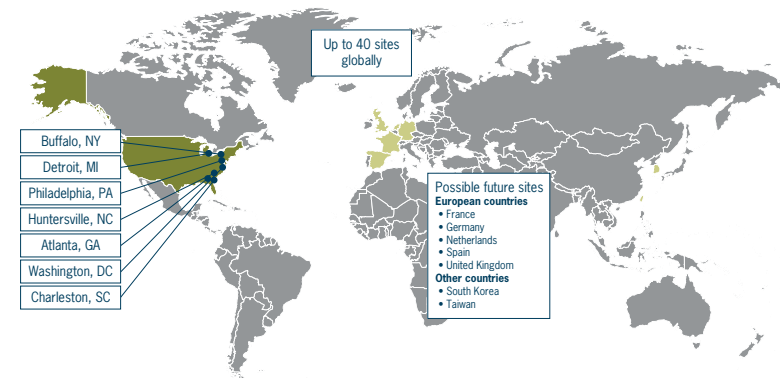 Up to 40 sites
globally
Buffalo, NY
Detroit, MI
Philadelphia, PA
Huntersville, NC
Atlanta, GA
Washington, DC
Charleston, SC
Possible future sites
European countries
• France
• Germany
• Netherlands
• Spain
• United Kingdom
Other countries
• South Korea
• Taiwan